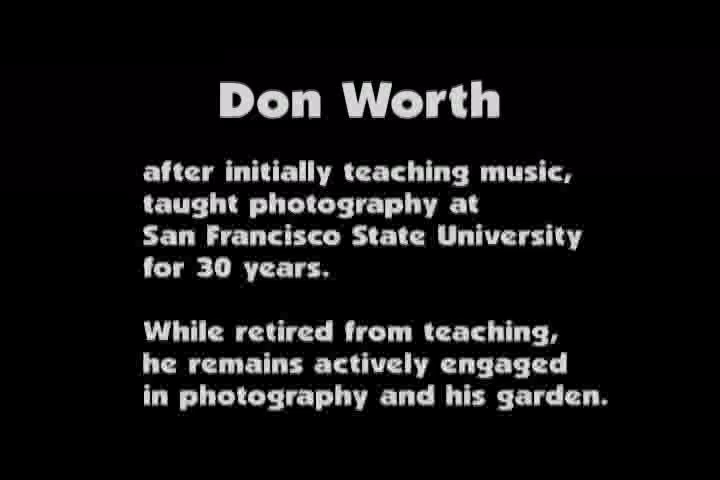 Don Worth
after initially teaching music,
taught photography at
San Francisco State University
for 30 years.
While retired from teaching,
he remains actively engaged
in photography and his garden.